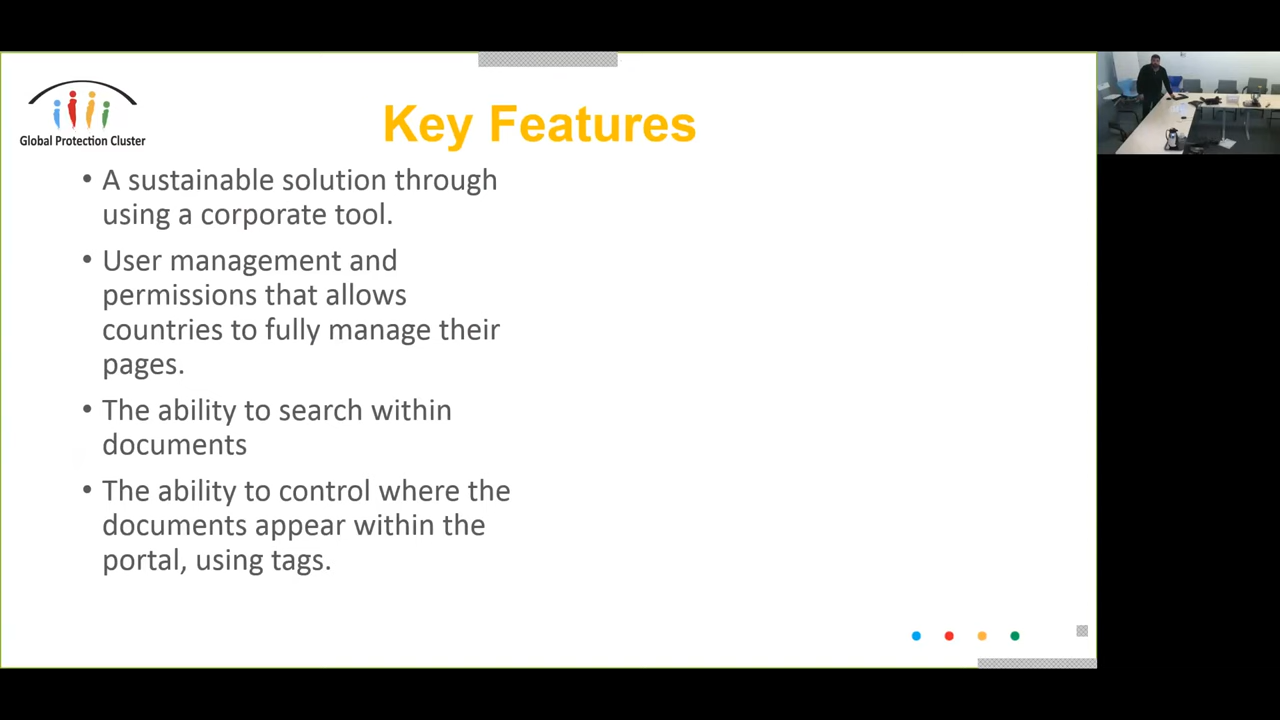 Global Protection Cluster
Key Features
• A sustainable solution through
using a corporate tool.
• User management and
permissions that allows
countries to fully manage their
pages.
• The ability to search within
documents
• The ability to control where the
documents appear within the
portal, using tags.